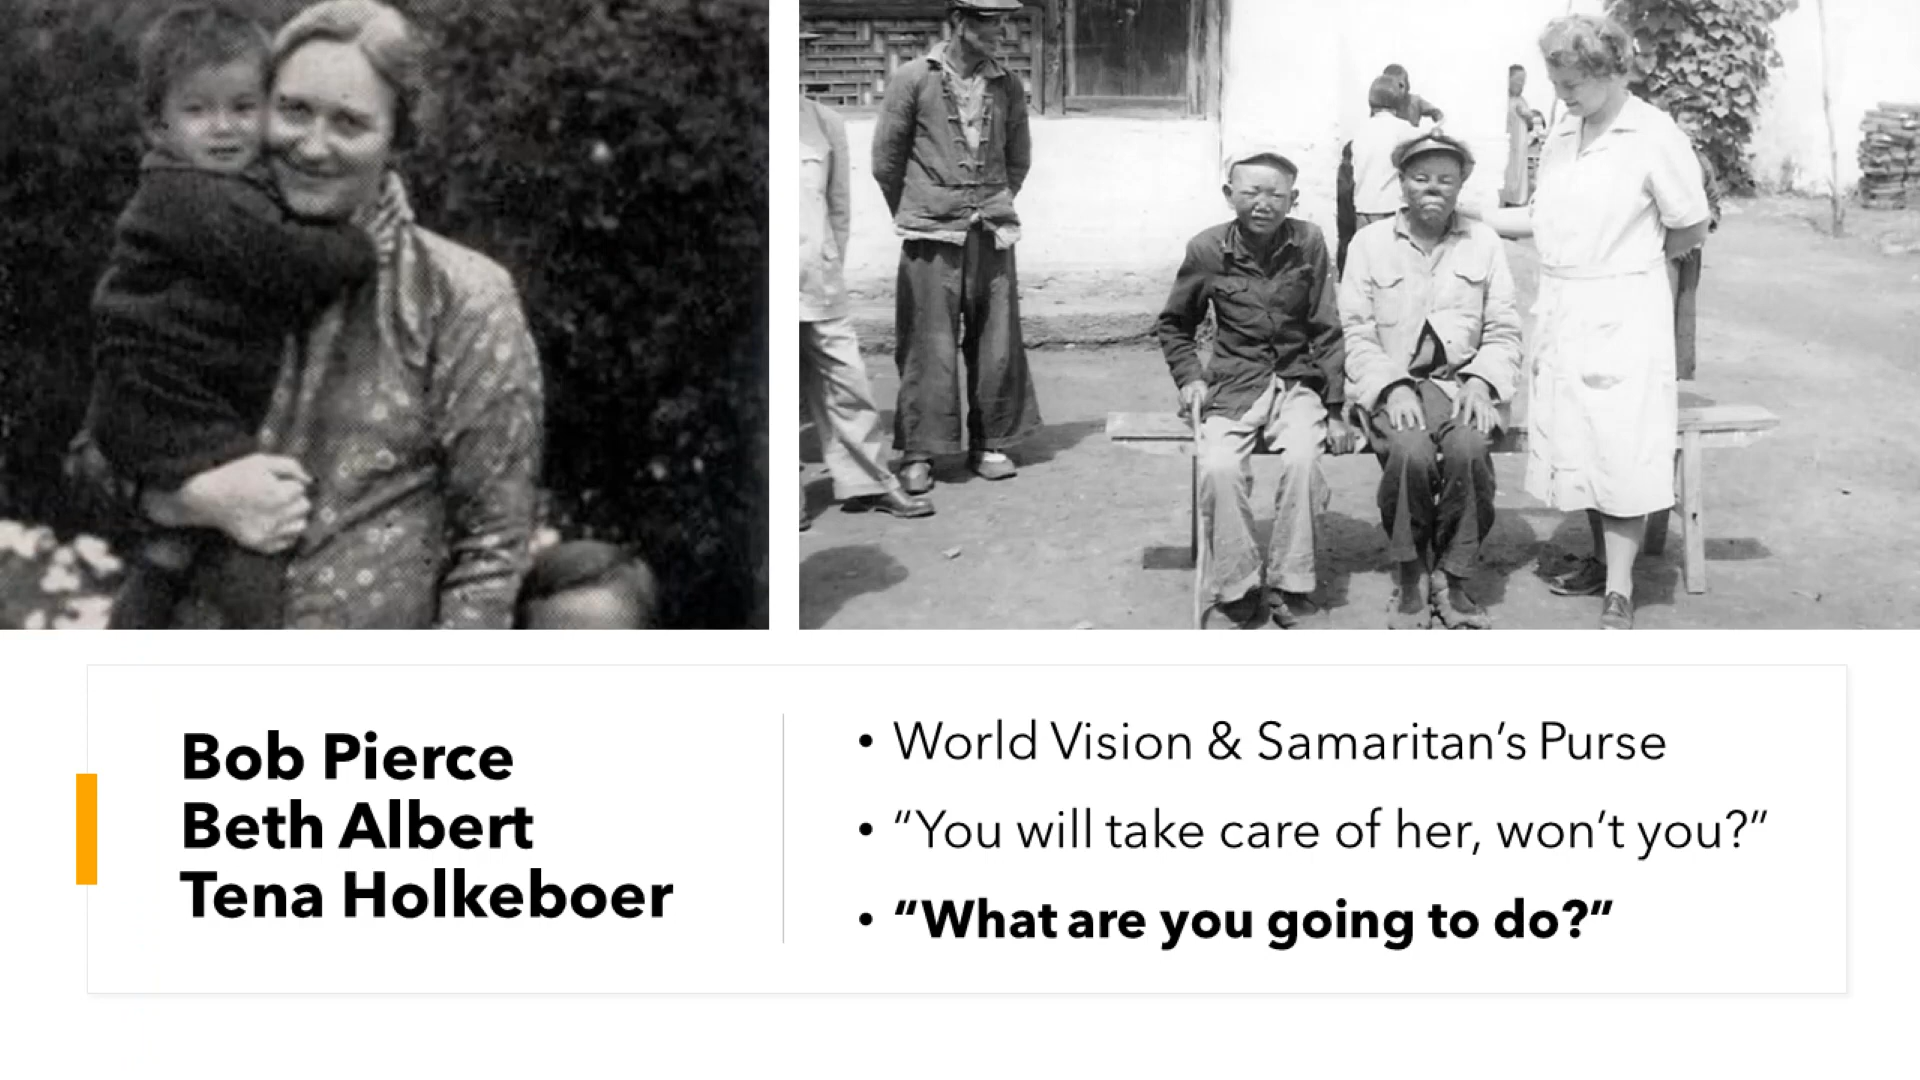 Bob Pierce
Beth Albert
Tena Holkeboer
• World Vision & Samaritan’s Purse
• “You will take care of her, won’t you?”
• “What are you going to do?”